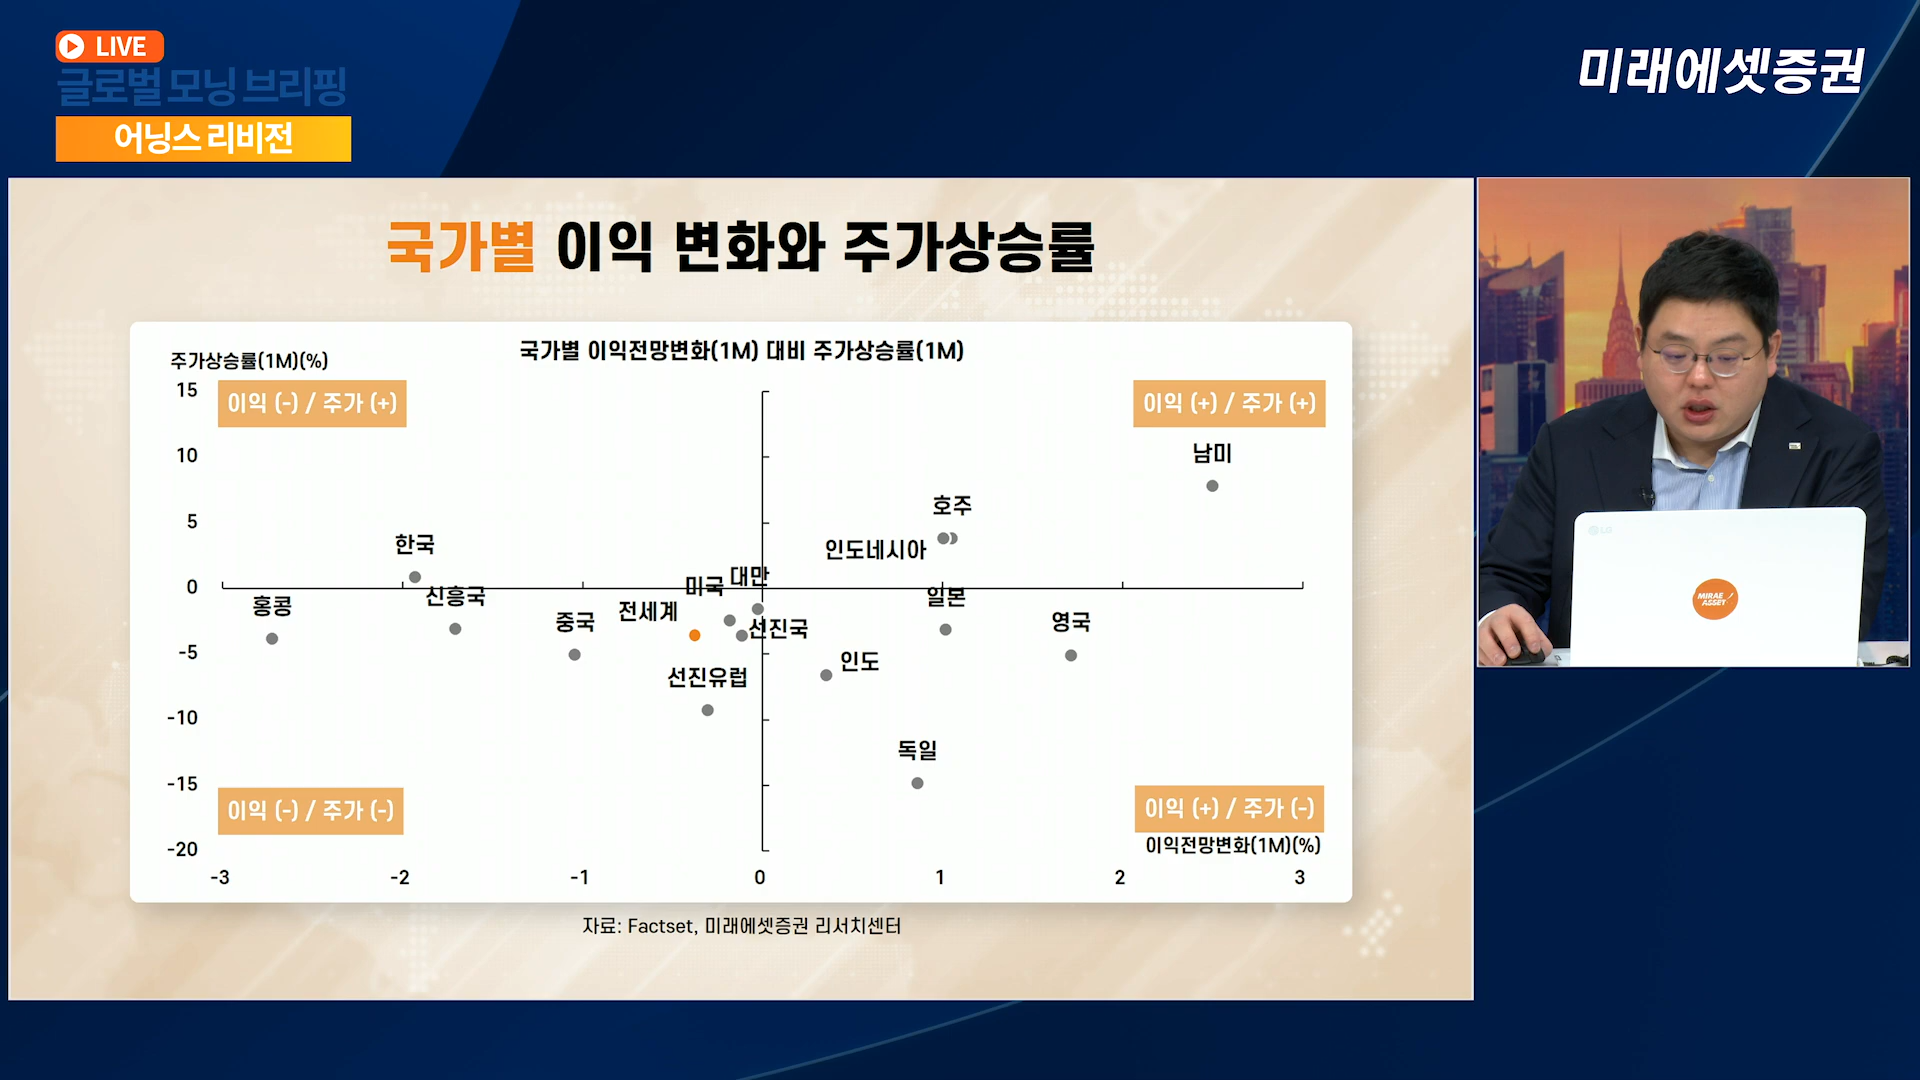 LIVE
글로벌 모닝 브리핑
어닝스 리비전
미래에셋증권
국가별 이익 변화와 주가상승률
국가별 이익전망변화(1M) 대비 주가상승률(1M)
주가상승률(1M)(%)
15
10
5
0
-5
-10
-15
-20
이익 (-) / 주가 (+)
이익 (+) / 주가 (+)
남미
호주
인도네시아
한국
신흥국
홍콩
중국
전세계
미국
대만
선진국
선진유럽
인도
일본
영국
독일
이익 (-) / 주가 (-)
이익 (+) / 주가 (-)
이익전망변화(1M)(%)
-3
-2
-1
0
1
2
3
자료: Factset, 미래에셋증권 리서치센터
LG
MIRAE
ASSET